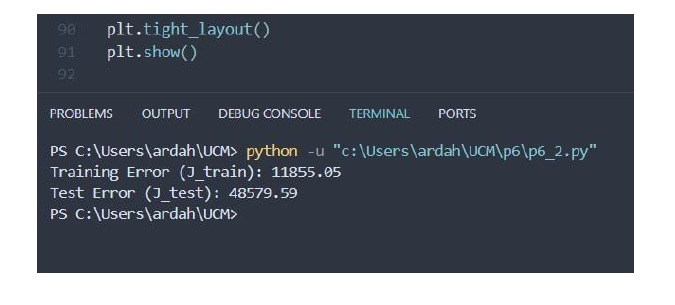 90 plt.tight_layout()
91 plt.show()
92
PROBLEMS OUTPUT DEBUG CONSOLE TERMINAL PORTS
PS C:\Users\ardah\UCM> python -u "c:\Users\ardah\UCM\p6\p6_2.py"
Training Error (J_train): 11855.05
Test Error (J_test): 48579.59
PS C:\Users\ardah\UCM>